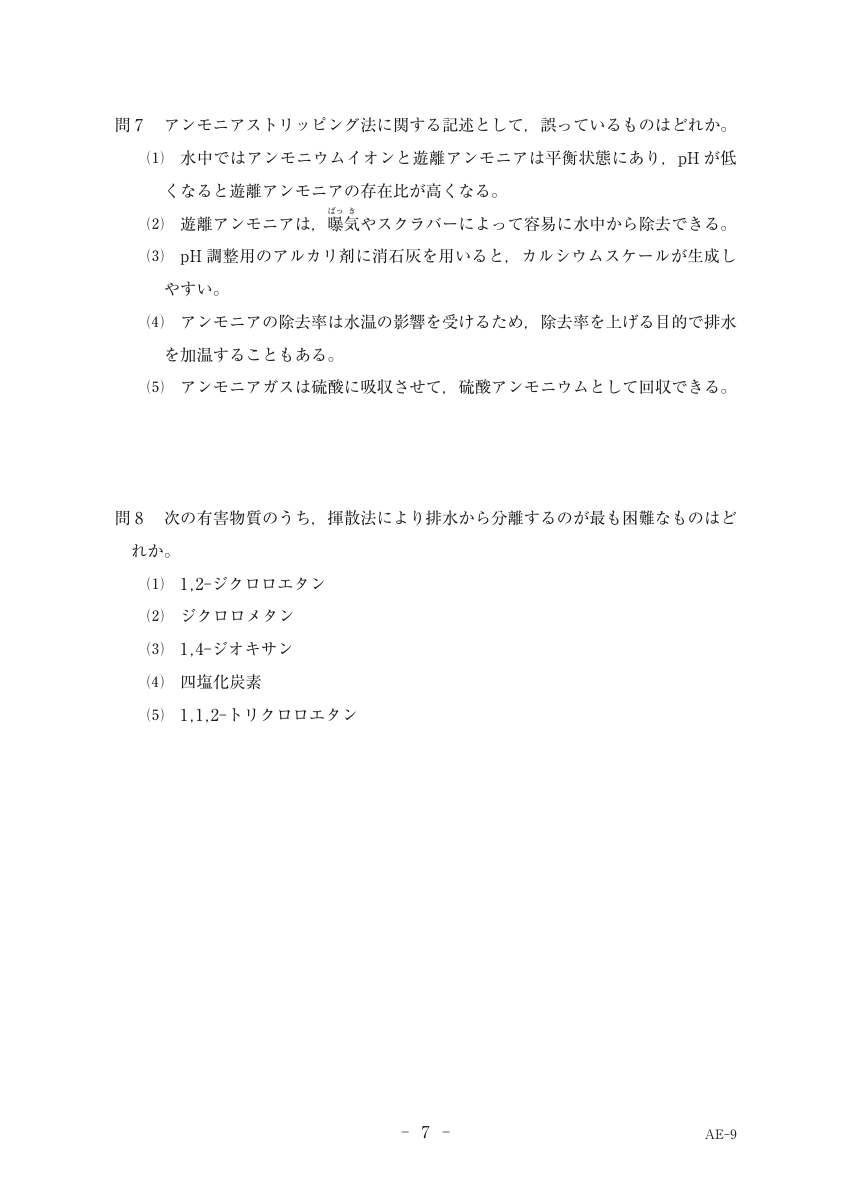 問7　アンモニアストリッピング法に関する記述として，誤っているものはどれか。
⑴　水中ではアンモニウムイオンと遊離アンモニアは平衡状態にあり，pH が低
くなると遊離アンモニアの存在比が高くなる。
ばっ き
⑵　遊離アンモニアは，曝気やスクラバーによって容易に水中から除去できる。
⑶　pH 調整用のアルカリ剤に消石灰を用いると，カルシウムスケールが生成し
やすい。
⑷　アンモニアの除去率は水温の影響を受けるため，除去率を上げる目的で排水
を加温することもある。
⑸　アンモニアガスは硫酸に吸収させて，硫酸アンモニウムとして回収できる。
問8　次の有害物質のうち，揮散法により排水から分離するのが最も困難なものはど
れか。
⑴　1,2-ジクロロエタン
⑵　ジクロロメタン
⑶　1,4-ジオキサン
⑷　四塩化炭素
⑸　1,1,2-トリクロロエタン
- 7 -
AE-9